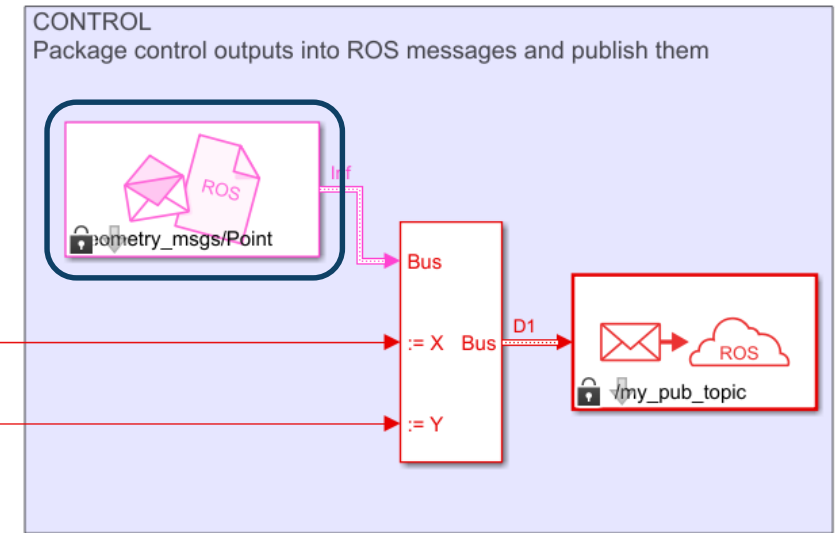 CONTROL
Package control outputs into ROS messages and publish them
ROS
Inf
eometry_msgs/Point
Bus
:= X
Bus
D1
ROS
/my_pub_topic
:= Y